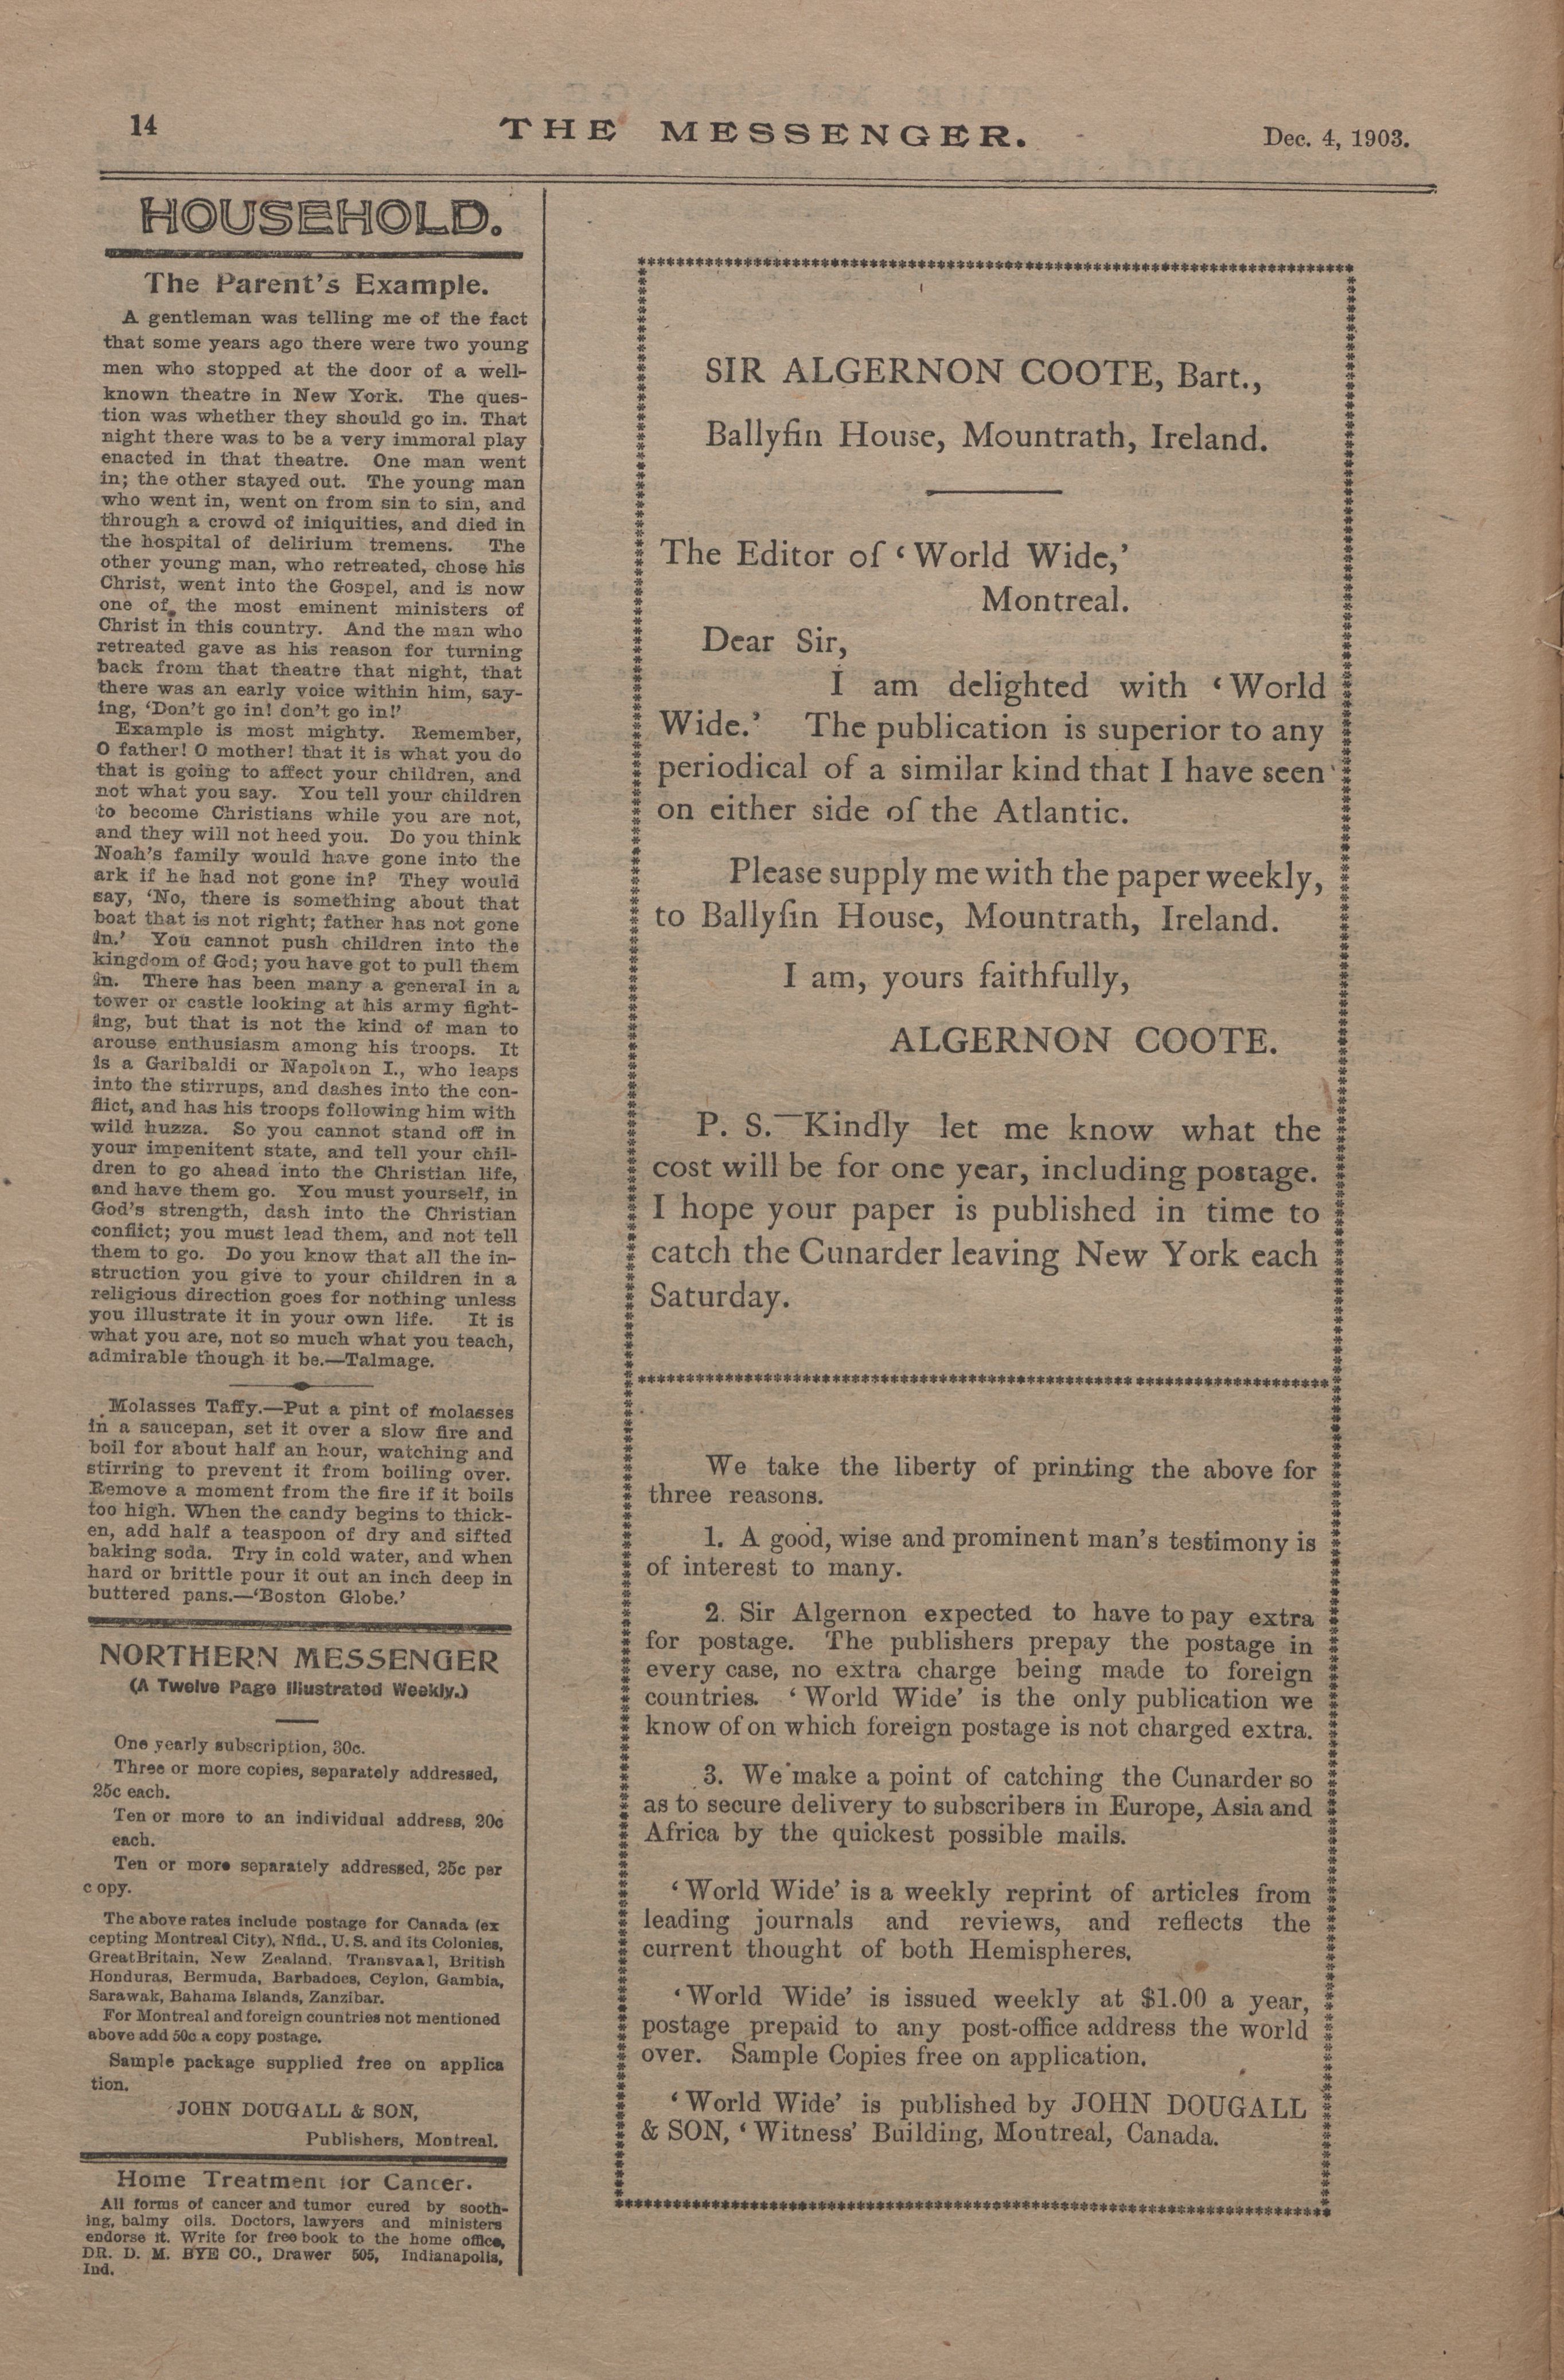 14
THE MESSENGER.
Dec. 4, 1903.
HOUSEHOLD.
The Parent's Example.
A gentleman was telling me of the fact
that some years ago there were two young
men who stopped at the door of a well-
known theatre in New York. The ques-
tion was whether they should go in. That
night there was to be a very immoral play
enacted in that theatre. One man went
in; the other stayed out. The young man
who went in, went on from sin to sin, and
through a crowd of iniquities, and died in
the hospital of delirium tremens. The
other young man, who retreated, chose his
Christ, went into the Gospel, and is now
one of the most eminent ministers of
Christ in this country. And the man who
retreated gave as his reason for turning
back from that theatre that night, that
there was an early voice within him, say-
ing, 'Don't go in! don't go in!'
Example is most mighty. Remember,
O father! O mother! that it is what you do
that is going to affect your children, and
not what you say. You tell your children
to become Christians while you are not,
and they will not heed you. Do you think
Noah's family would have gone into the
ark if he had not gone in? They would
say, 'No, there is something about that
boat that is not right; father has not gone
in.' You cannot push children into the
kingdom of God; you have got to pull them
in. There has been many a general in a
tower or castle looking at his army fight-
ing, but that is not the kind of man to
arouse enthusiasm among his troops. It
is a Garibaldi or Napoleon I., who leaps
into the stirrups, and dashes into the con-
flict, and has his troops following him with
wild huzza. So you cannot stand off in
your impenitent state, and tell your chil-
dren to go ahead into the Christian life,
and have them go. You must yourself, in
God's strength, dash into the Christian
conflict; you must lead them, and not tell
them to go. Do you know that all the in-
struction you give to your children in a
religious direction goes for nothing unless
you illustrate it in your own life. It is
what you are, not so much what you teach,
admirable though it be.—Talmage.
Molasses Taffy.—Put a pint of molasses
in a saucepan, set it over a slow fire and
boil for about half an hour, watching and
stirring to prevent it from boiling over.
Remove a moment from the fire if it boils
too high. When the candy begins to thick-
en, add half a teaspoon of dry and sifted
baking soda. Try in cold water, and when
hard or brittle pour it out an inch deep in
buttered pans.—'Boston Globe.'
NORTHERN MESSENGER
(A Twelve Page Illustrated Weekly.)
One yearly subscription, 30c.
Three or more copies, separately addressed,
25c each.
Ten or more to an individual address, 20c
each.
Ten or more separately addressed, 25c per
copy.
The above rates include postage for Canada (ex
cepting Montreal City), Nfld., U. S. and its Colonies,
Great Britain, New Zealand, Transvaal, British
Honduras, Bermuda, Barbadoes, Ceylon, Gambia,
Sarawak, Bahama Islands, Zanzibar.
For Montreal and foreign countries not mentioned
above add 50c a copy postage.
Sample package supplied free on applica
tion.
JOHN DOUGALL & SON,
Publishers, Montreal.
Home Treatment for Cancer.
All forms of cancer and tumor cured by sooth-
ing, balmy oils. Doctors, lawyers and ministers
endorse it. Write for free book to the home office,
DR. D. M. BYE CO., Drawer 505, Indianapolis,
Ind.
SIR ALGERNON COOTE, Bart.,
Ballyfin House, Mountrath, Ireland.
The Editor of 'World Wide,'
Montreal.
Dear Sir,
I am delighted with 'World
Wide.' The publication is superior to any
periodical of a similar kind that I have seen
on either side of the Atlantic.
Please supply me with the paper weekly,
to Ballyfin House, Mountrath, Ireland.
I am, yours faithfully,
ALGERNON COOTE.
P. S.—Kindly let me know what the
cost will be for one year, including postage.
I hope your paper is published in time to
catch the Cunarder leaving New York each
Saturday.
We take the liberty of printing the above for
three reasons.
1. A good, wise and prominent man's testimony is
of interest to many.
2. Sir Algernon expected to have to pay extra
for postage. The publishers prepay the postage in
every case, no extra charge being made to foreign
countries. 'World Wide' is the only publication we
know of on which foreign postage is not charged extra.
3. We make a point of catching the Cunarder so
as to secure delivery to subscribers in Europe, Asia and
Africa by the quickest possible mails.
'World Wide' is a weekly reprint of articles from
leading journals and reviews, and reflects the
current thought of both Hemispheres.
'World Wide' is issued weekly at $1.00 a year,
postage prepaid to any post-office address the world
over. Sample Copies free on application.
'World Wide' is published by JOHN DOUGALL
& SON, 'Witness' Building, Montreal, Canada.